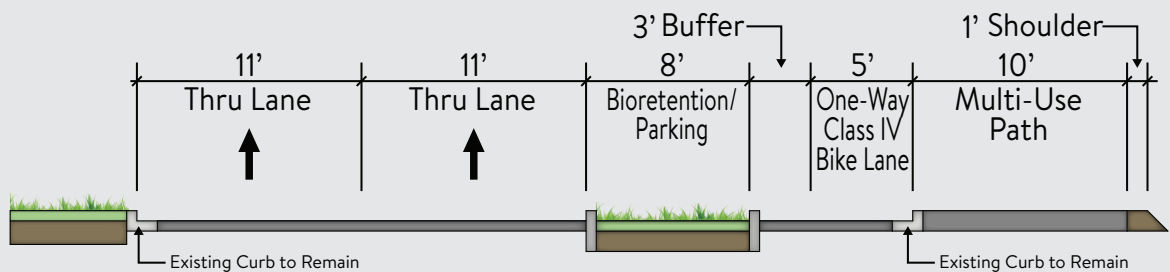 3’ Buffer
1’ Shoulder
11’
11’
8’
5’
10’
Thru Lane
Thru Lane
Bioretention/
Parking
One-Way
Class IV
Bike Lane
Multi-Use
Path
Existing Curb to Remain
Existing Curb to Remain